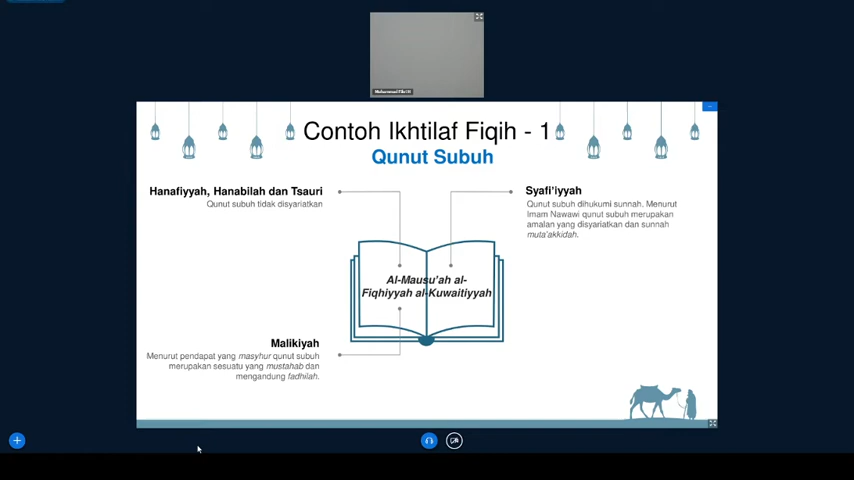 Contoh Ikhtilaf Fiqih - 1
Qunut Subuh
Hanafiyyah, Hanabilah dan Tsauri
Qunut subuh tidak disyariatkan
Syafi'iyyah
Qunut subuh dihukumi sunnah. Menurut
Imam Nawawi qunut subuh merupakan
amalan yang disyariatkan dan sunnah
muta'akkidah.
Al-Mausu'ah al-
Fiqhiyyah al-Kuwaitiyyah
Malikiyah
Menurut pendapat yang masyhur qunut subuh
merupakan sesuatu yang mustahab dan
mengandung fadhilah.